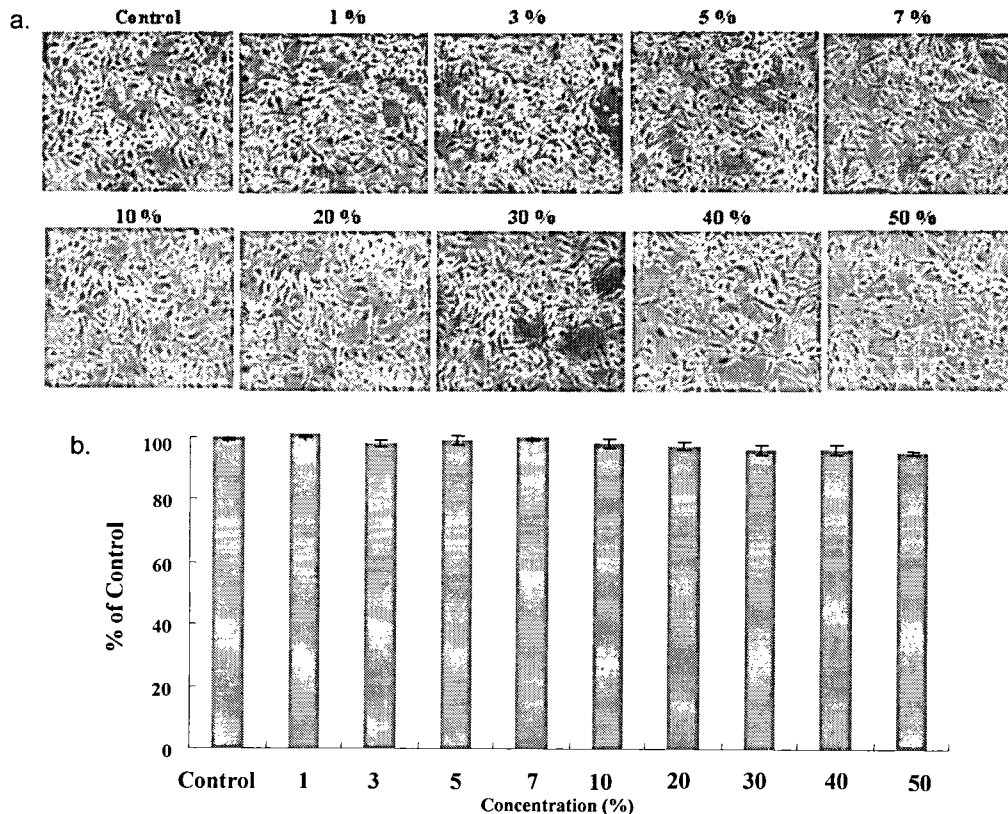 a.
Control 1 % 3 % 5 % 7 %
10 % 20 % 30 % 40 % 50 %
b.
100
80
60
40
20
0
% of Control
Control 1 3 5 7 10 20 30 40 50
Concentration (%)